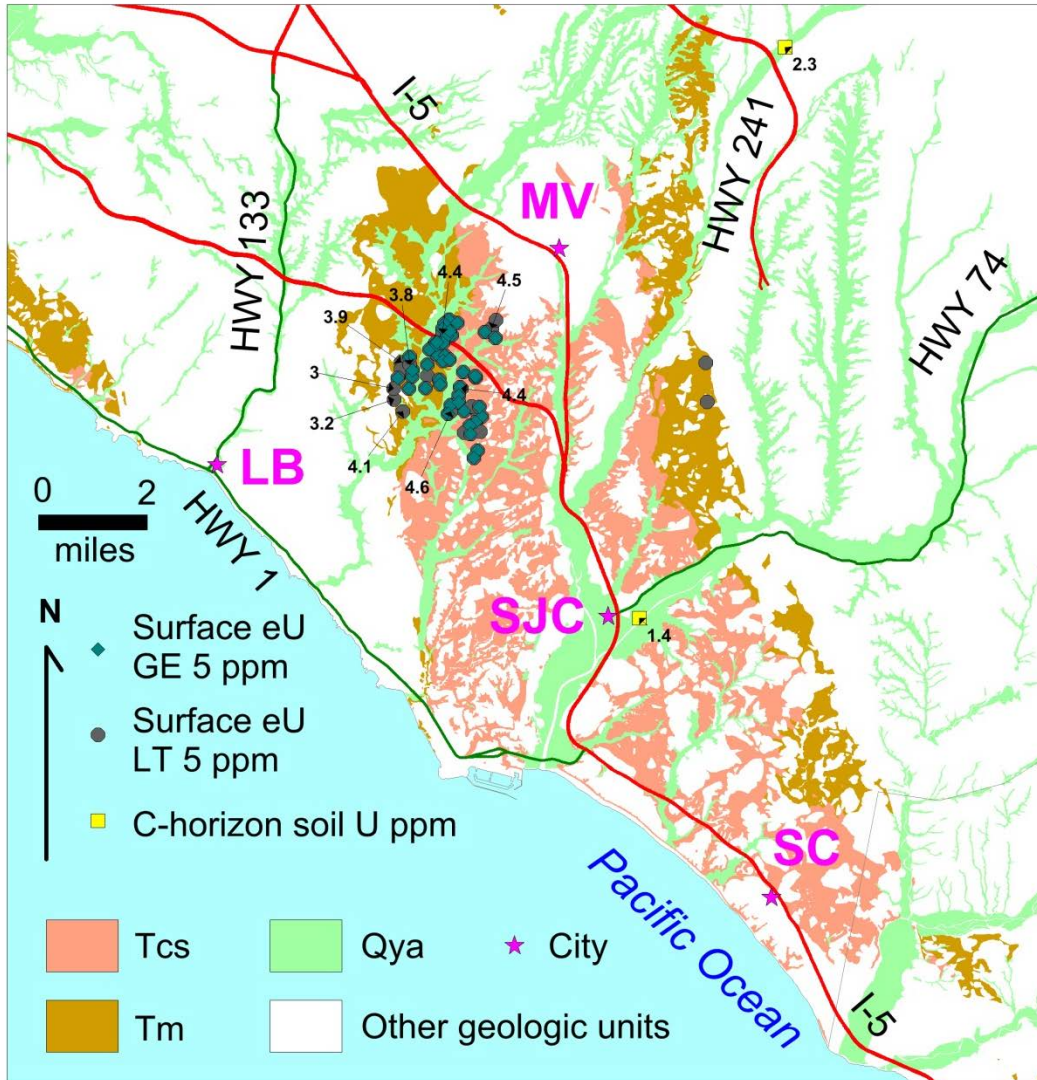 2.3
I-5
HWY 241
HWY 133
MV
HWY 74
4.4
4.5
3.8
3.9
3
4.4
3.2
4.1
4.6
LB
0 2
miles
HWY 1
SJC
1.4
N
Surface eU
GE 5 ppm
Surface eU
LT 5 ppm
C-horizon soil U ppm
SC
Pacific Ocean
I-5
Tcs
Qya
City
Tm
Other geologic units